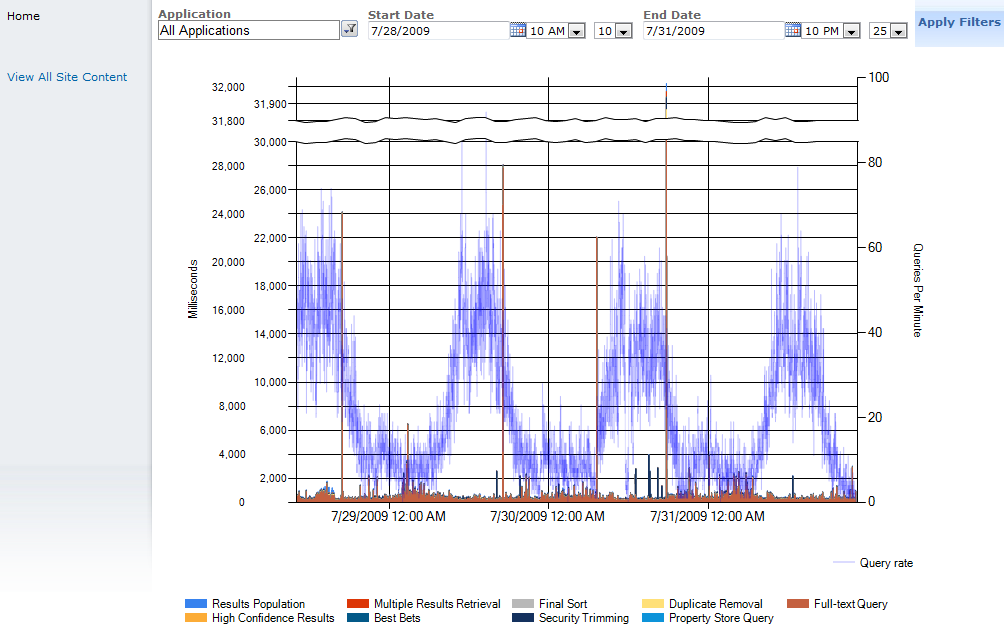 Home
View All Site Content
Application
All Applications
Start Date
7/28/2009 10 AM 10
End Date
7/31/2009 10 PM 25
Apply Filters
32,000
31,900
31,800
30,000
28,000
26,000
24,000
22,000
20,000
18,000
16,000
14,000
12,000
10,000
8,000
6,000
4,000
2,000
0
Milliseconds
100
80
60
40
20
0
Queries Per Minute
7/29/2009 12:00 AM 7/30/2009 12:00 AM 7/31/2009 12:00 AM
Query rate
Results Population Multiple Results Retrieval Final Sort Duplicate Removal Full-text Query
High Confidence Results Best Bets Security Trimming Property Store Query